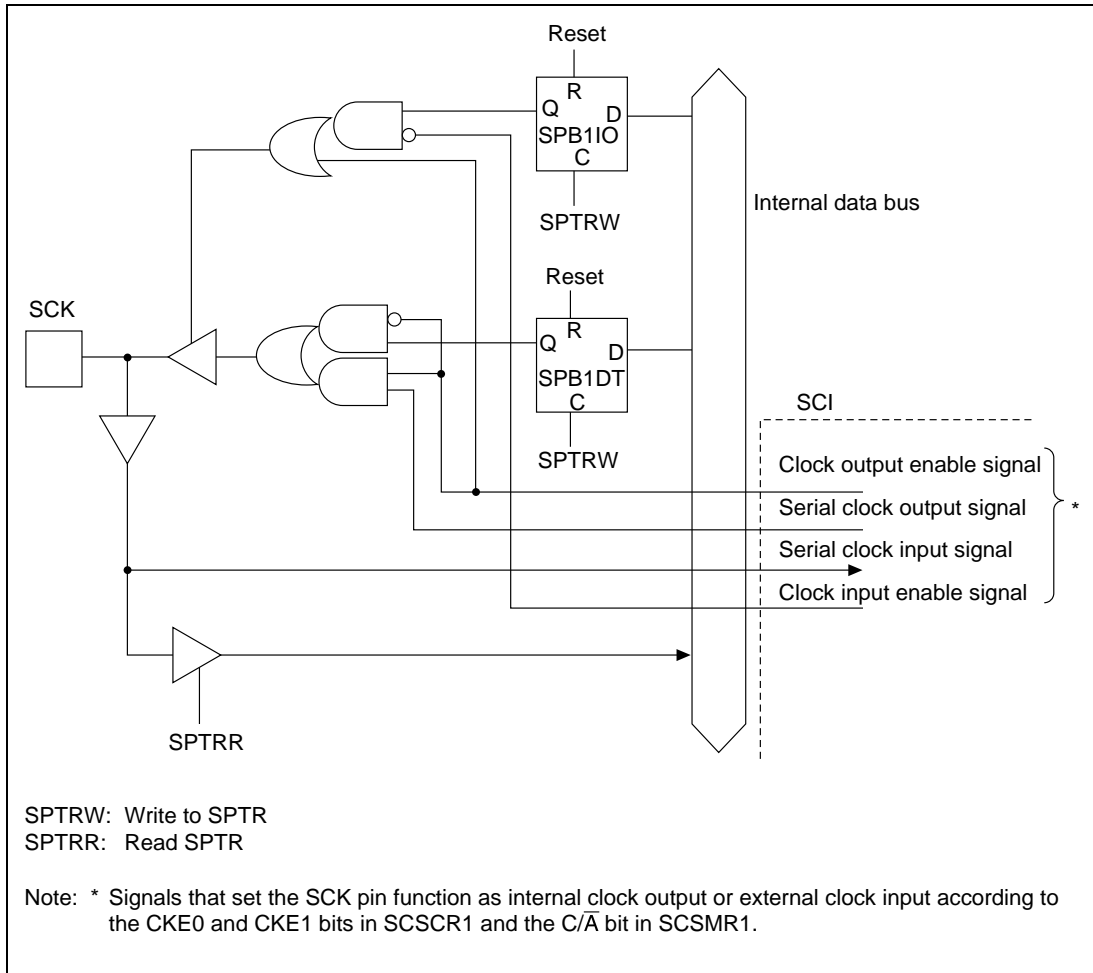 Reset
R
Q
D
SPB1IO
C
SPTRW
Internal data bus
Reset
SCK
R
Q
D
SPB1DT
C
SCI
SPTRW
Clock output enable signal
Serial clock output signal
*
Serial clock input signal
Clock input enable signal
SPTRR
SPTRW: Write to SPTR
SPTRR: Read SPTR
Note: * Signals that set the SCK pin function as internal clock output or external clock input according to
the CKE0 and CKE1 bits in SCSCR1 and the C/A̅ bit in SCSMR1.